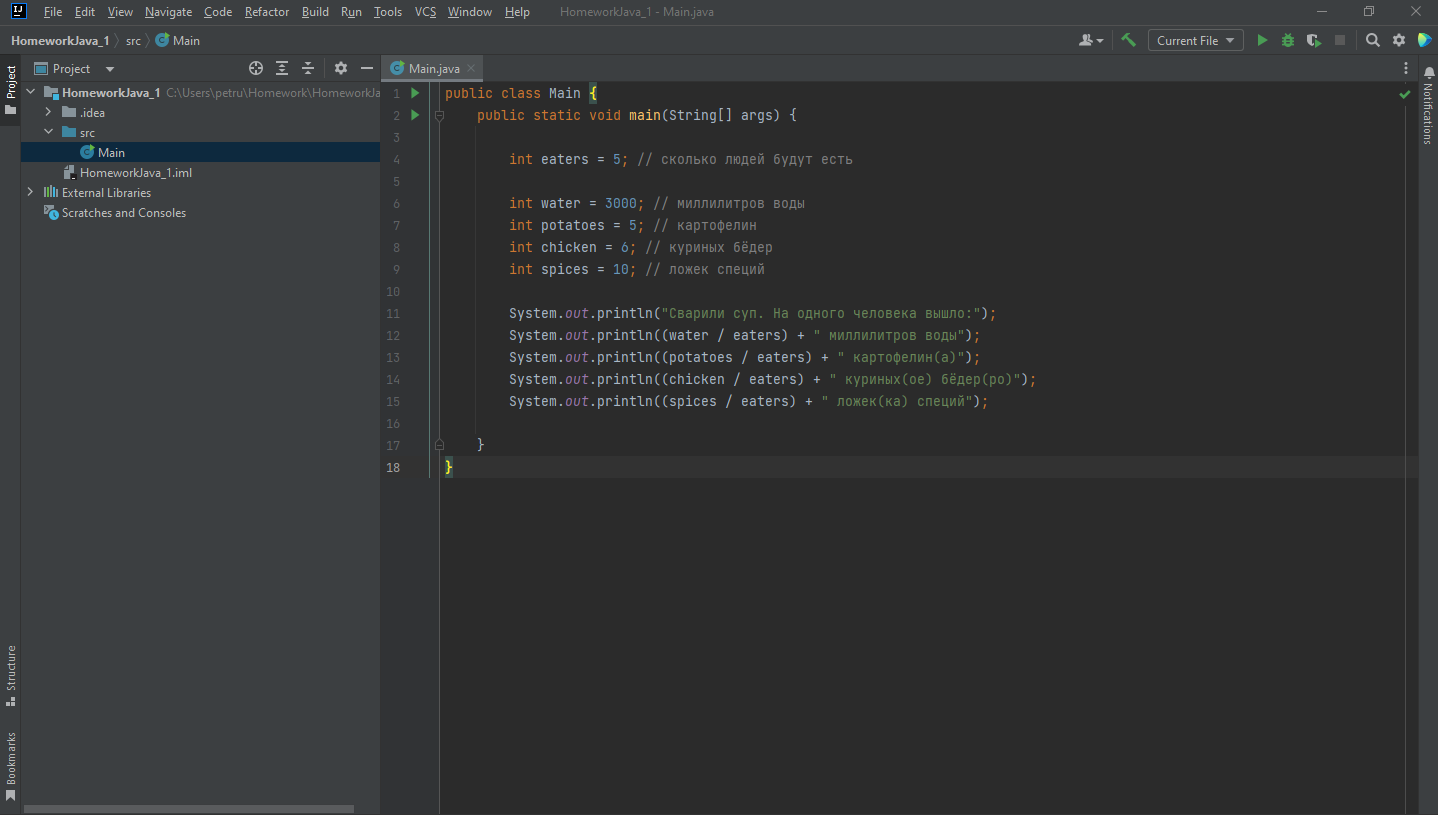 File Edit View Navigate Code Refactor Build Run Tools VCS Window Help HomeworkJava_1 - Main.java
HomeworkJava_1 src Main Current File
Project
Project
Main.java
Notifications
HomeworkJava_1 C:\Users\petru\Homework\HomeworkJa
.idea
src
Main
HomeworkJava_1.iml
External Libraries
Scratches and Consoles
1 public class Main {
2 public static void main(String[] args) {
3
4 int eaters = 5; // сколько людей будут есть
5
6 int water = 3000; // миллилитров воды
7 int potatoes = 5; // картофелин
8 int chicken = 6; // куриных бёдер
9 int spices = 10; // ложек специй
10
11 System.out.println("Сварили суп. На одного человека вышло:");
12 System.out.println((water / eaters) + " миллилитров воды");
13 System.out.println((potatoes / eaters) + " картофелин(а)");
14 System.out.println((chicken / eaters) + " куриных(ое) бёдер(ро)");
15 System.out.println((spices / eaters) + " ложек(ка) специй");
16
17 }
18 }
Structure
Bookmarks